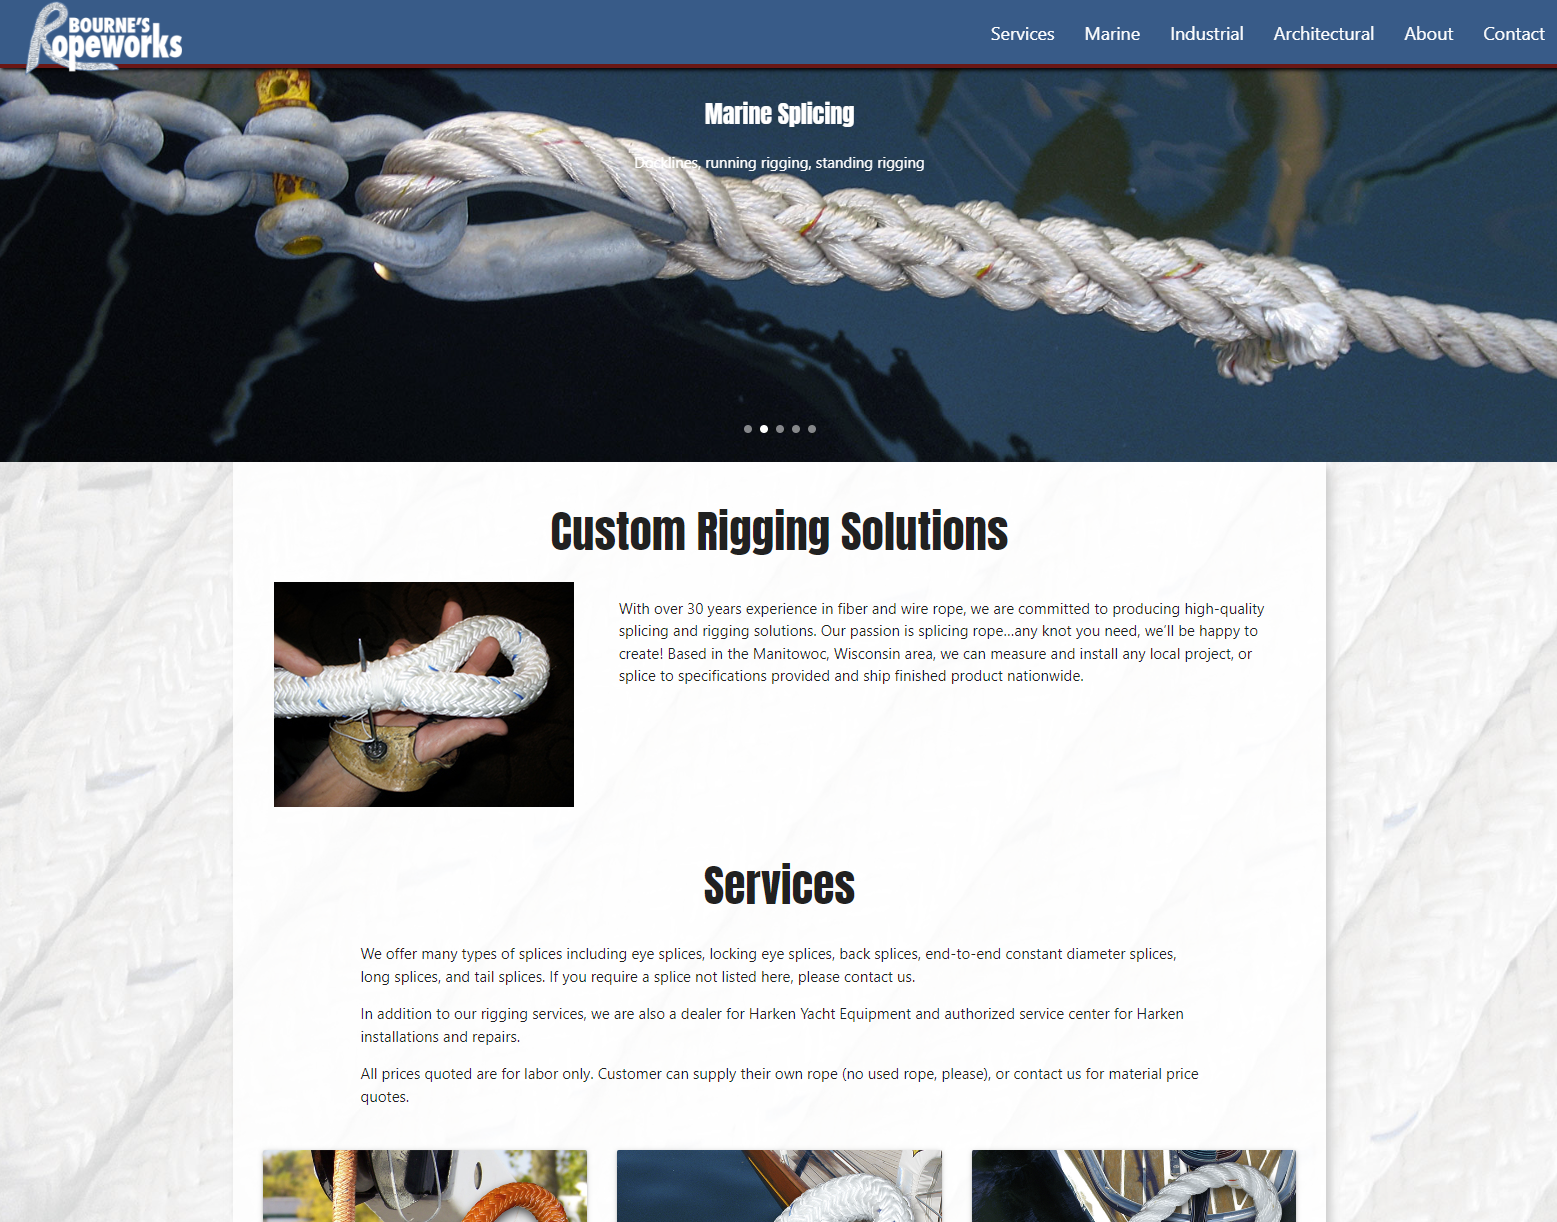 BOURNE'S
Ropeworks
Services Marine Industrial Architectural About Contact
Marine Splicing
Docklines, running rigging, standing rigging
Custom Rigging Solutions
With over 30 years experience in fiber and wire rope, we are committed to producing high-quality
splicing and rigging solutions. Our passion is splicing rope...any knot you need, we'll be happy to
create! Based in the Manitowoc, Wisconsin area, we can measure and install any local project, or
splice to specifications provided and ship finished product nationwide.
Services
We offer many types of splices including eye splices, locking eye splices, back splices, end-to-end constant diameter splices,
long splices, and tail splices. If you require a splice not listed here, please contact us.
In addition to our rigging services, we are also a dealer for Harken Yacht Equipment and authorized service center for Harken
installations and repairs.
All prices quoted are for labor only. Customer can supply their own rope (no used rope, please), or contact us for material price
quotes.